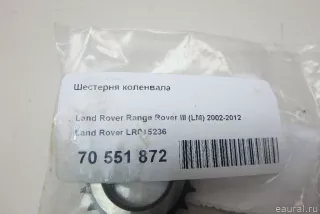 Шестерня коленвала
Land Rover Range Rover III (LM) 2002-2012
Land Rover LR015236
70 551 872
© eaural.ru